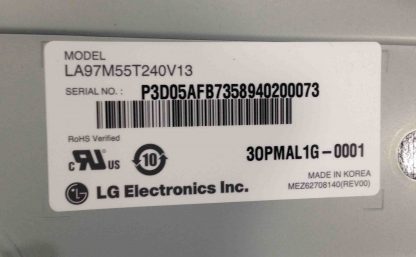 MODEL
LA97M55T240V13
SERIAL NO. : P3D05AFB7358940200073
RoHS Verified
c RU US 10
30PMAL1G-0001
MADE IN KOREA
LG Electronics Inc. MEZ62708140(REV00)